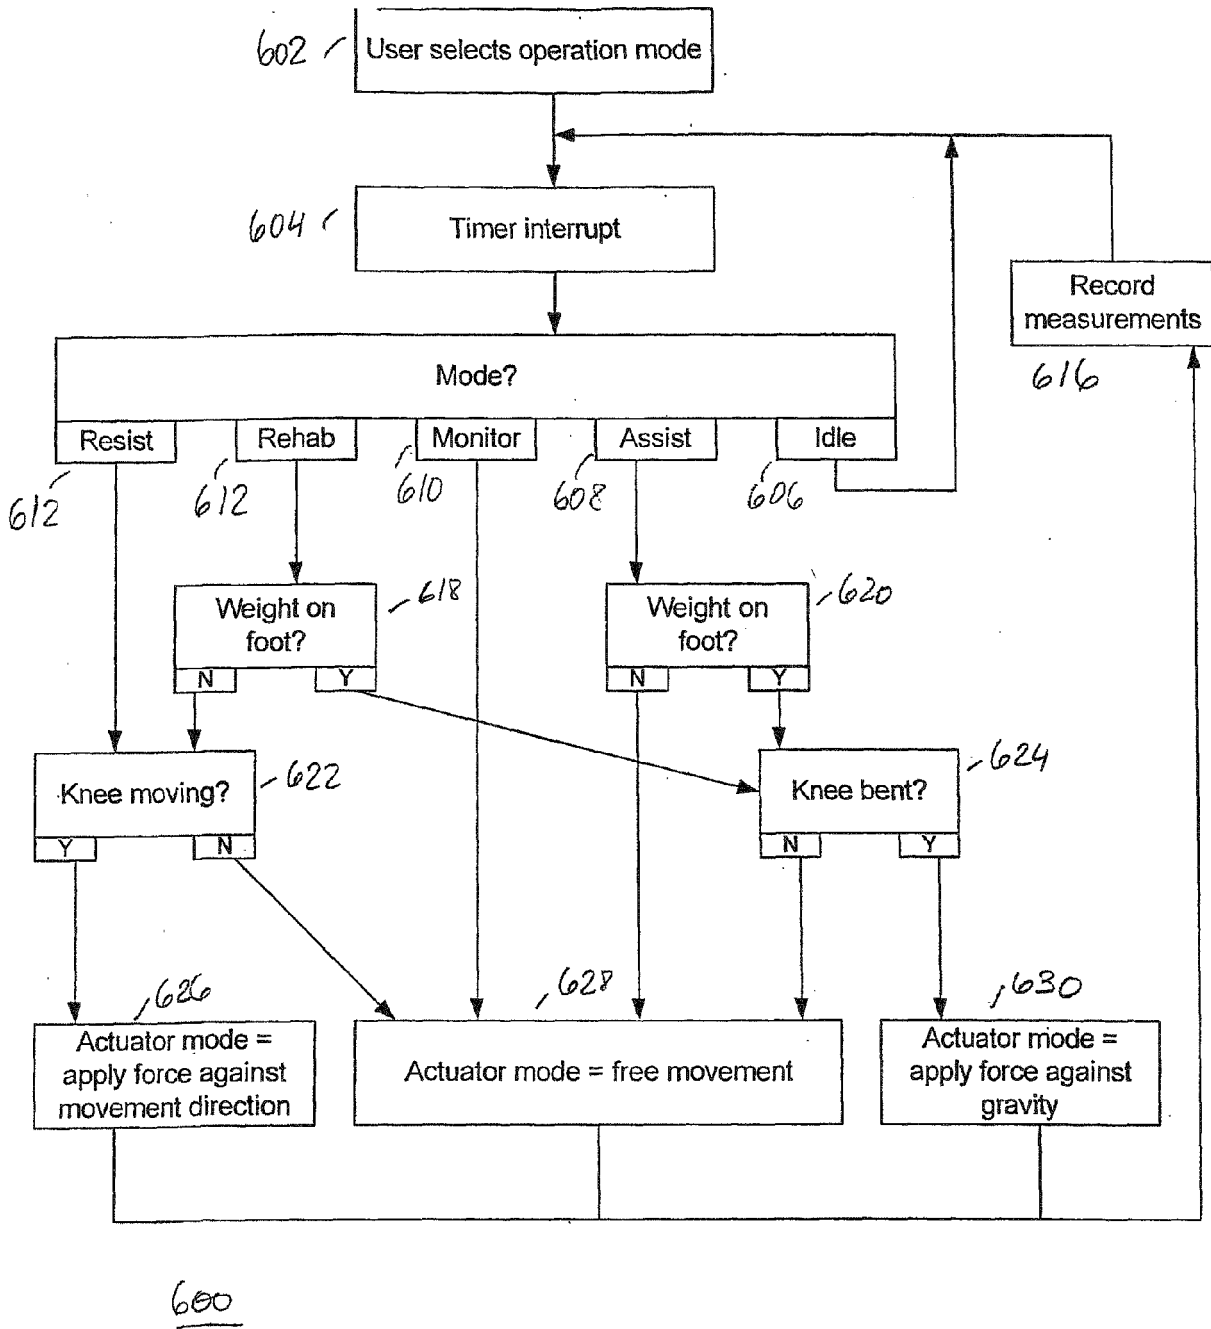 602
User selects operation mode
604
Timer interrupt
Record
measurements
616
Mode?
Resist
Rehab
Monitor
Assist
Idle
612
612
610
608
606
Weight on
foot?
618
N
Y
Weight on
foot?
620
N
Y
Knee moving?
622
Y
N
Knee bent?
624
N
Y
626
Actuator mode =
apply force against
movement direction
628
Actuator mode = free movement
630
Actuator mode =
apply force against
gravity
600